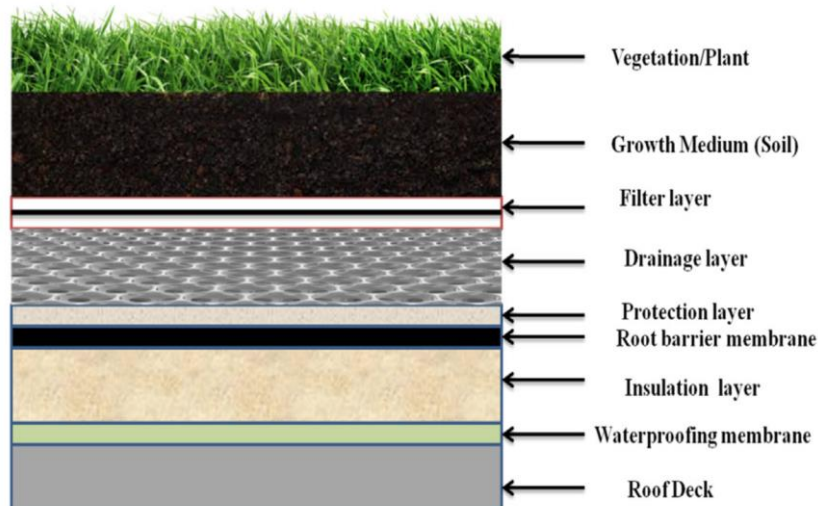 Vegetation/Plant
Growth Medium (Soil)
Filter layer
Drainage layer
Protection layer
Root barrier membrane
Insulation layer
Waterproofing membrane
Roof Deck